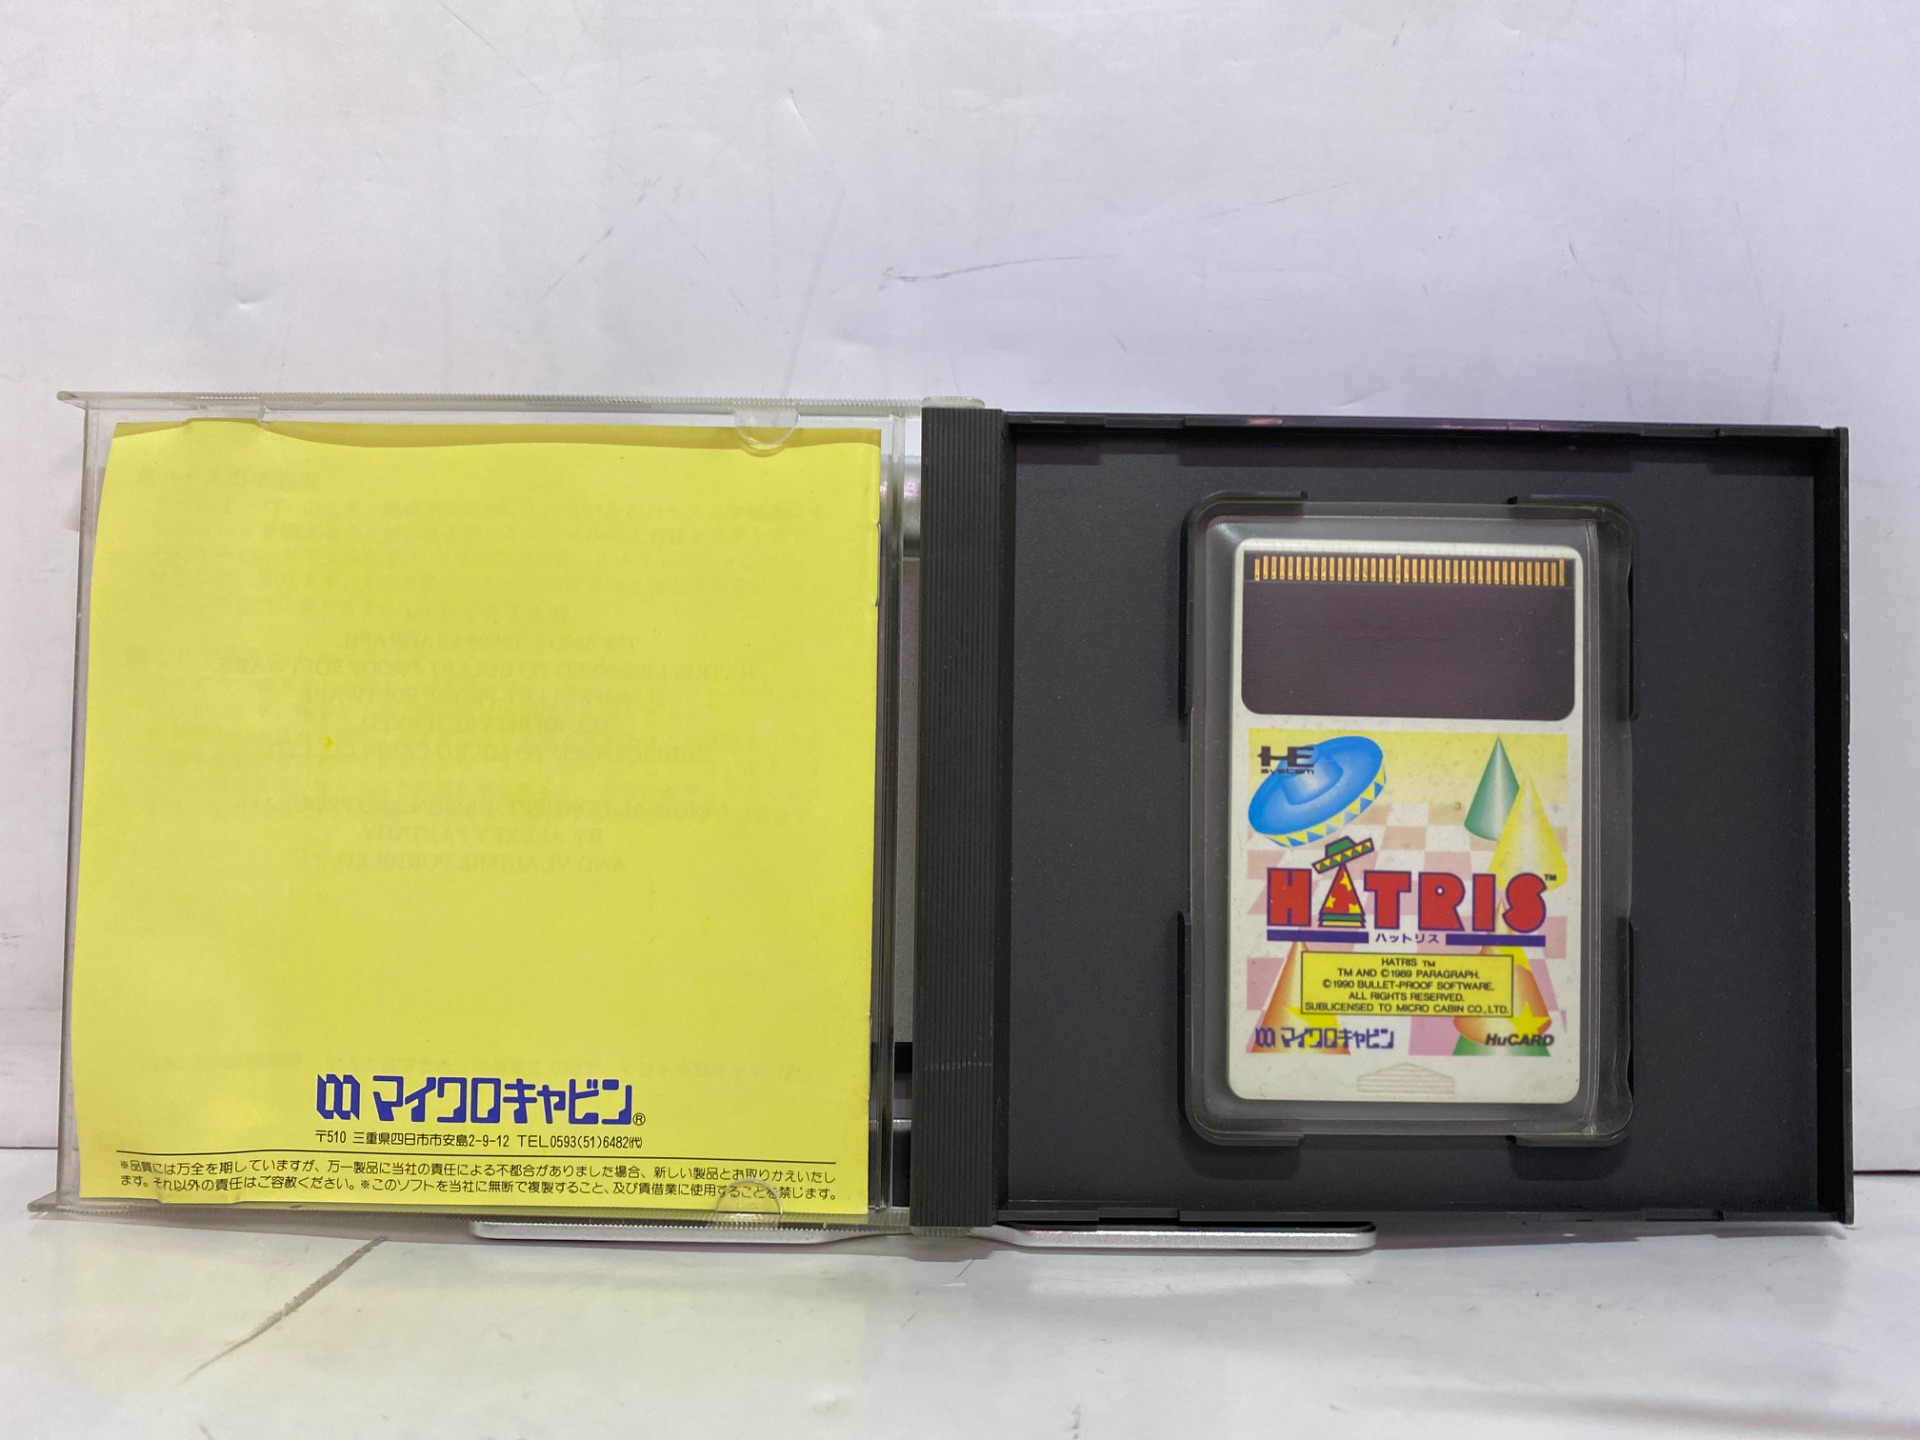 マイクロキャビン®
〒510 三重県四日市市安島2-9-12 TEL0593(51)6482(代)
※品質には万全を期していますが、万一製品に当社の責任による不都合がありました場合、新しい製品とお取りかえいたし
ます。それ以外の責任はご容赦ください。※このソフトを当社に無断で複製すること、及び賃借業に使用することを禁じます。
HE
system
HATRIS™
ハットリス
HATRIS TM
TM AND ©1989 PARAGRAPH.
©1990 BULLET-PROOF SOFTWARE.
ALL RIGHTS RESERVED.
SUBLICENSED TO MICRO CABIN CO.,LTD.
マイクロキャビン
HuCARD